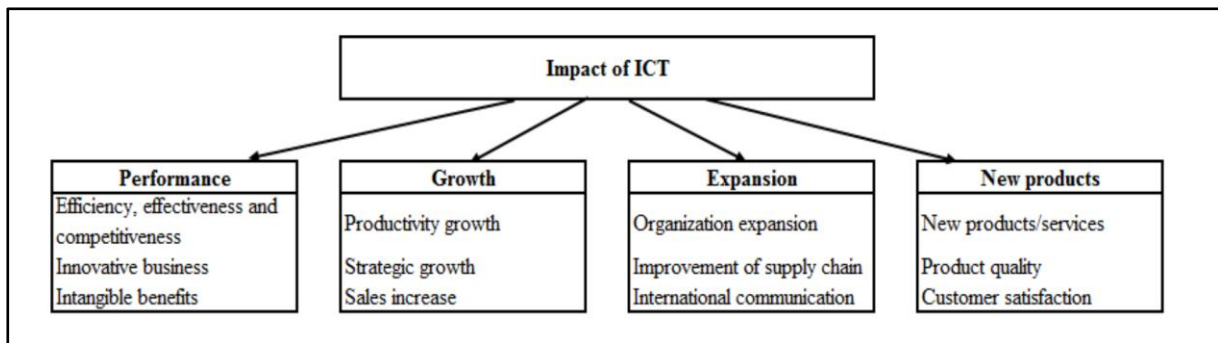 Impact of ICT
Performance
Efficiency, effectiveness and
competitiveness
Innovative business
Intangible benefits
Growth
Productivity growth
Strategic growth
Sales increase
Expansion
Organization expansion
Improvement of supply chain
International communication
New products
New products/services
Product quality
Customer satisfaction